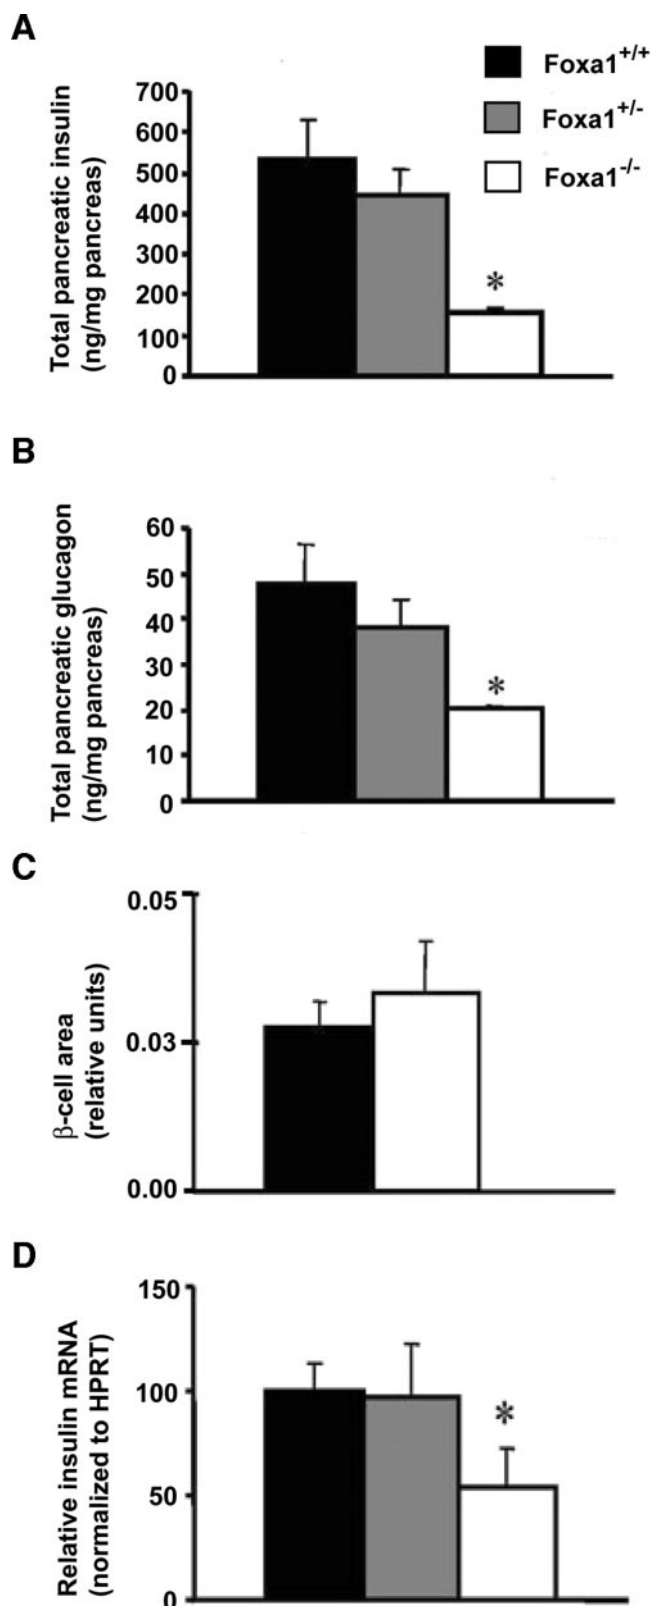 A
Foxa1+/+
Foxa1+/-
Foxa1-/-
Total pancreatic insulin
(ng/mg pancreas)
700
600
500
400
300
200
100
0
*
B
Total pancreatic glucagon
(ng/mg pancreas)
60
50
40
30
20
10
0
*
C
β-cell area
(relative units)
0.05
0.03
0.00
D
Relative insulin mRNA
(normalized to HPRT)
150
100
50
0
*